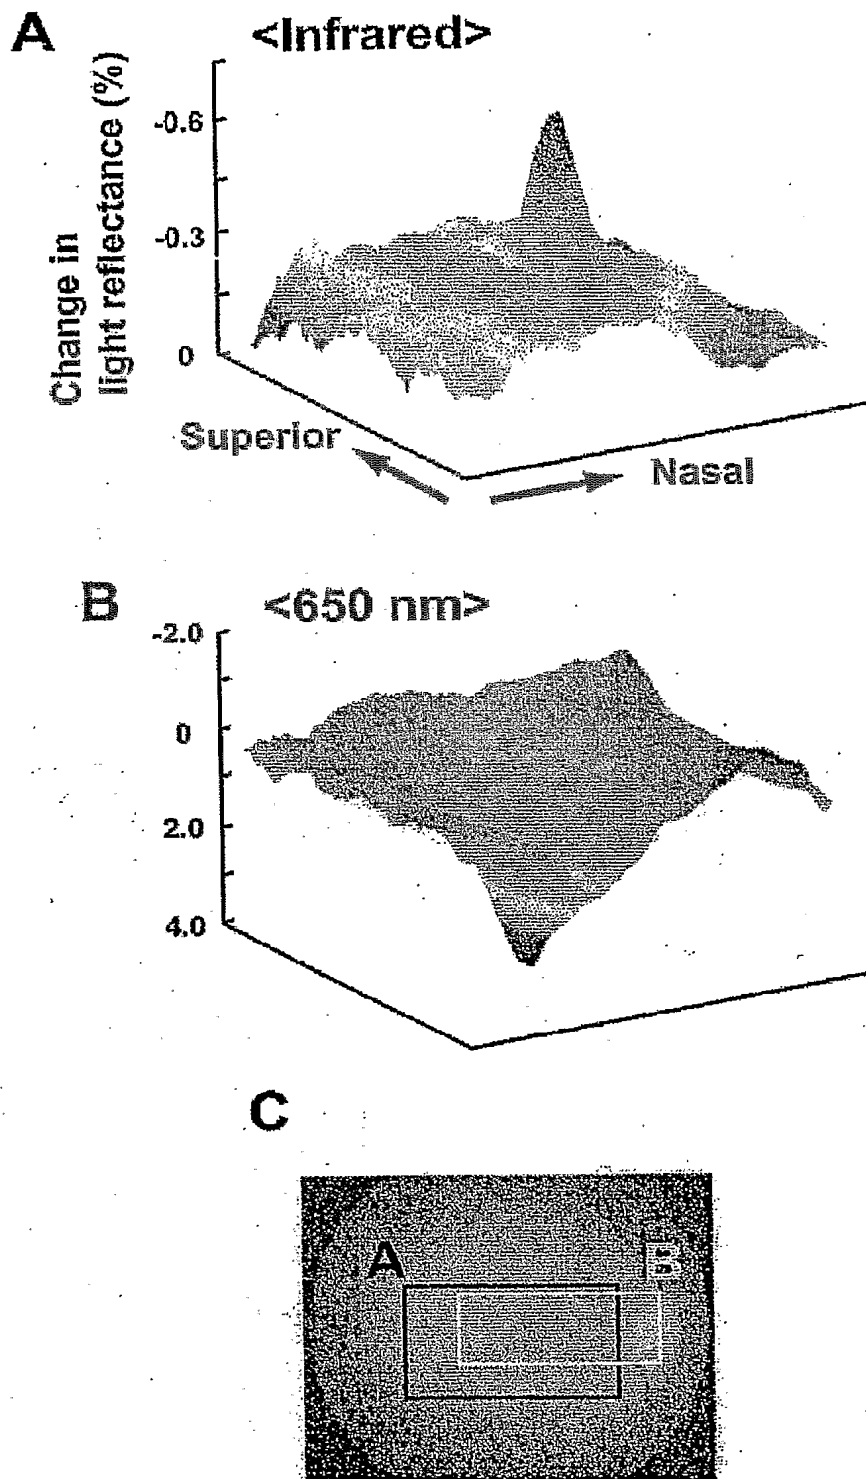 A
<Infrared>
Change in
light reflectance (%)
-0.6
-0.3
0
Superior
Nasal
B
<650 nm>
-2.0
0
2.0
4.0
C
A
B